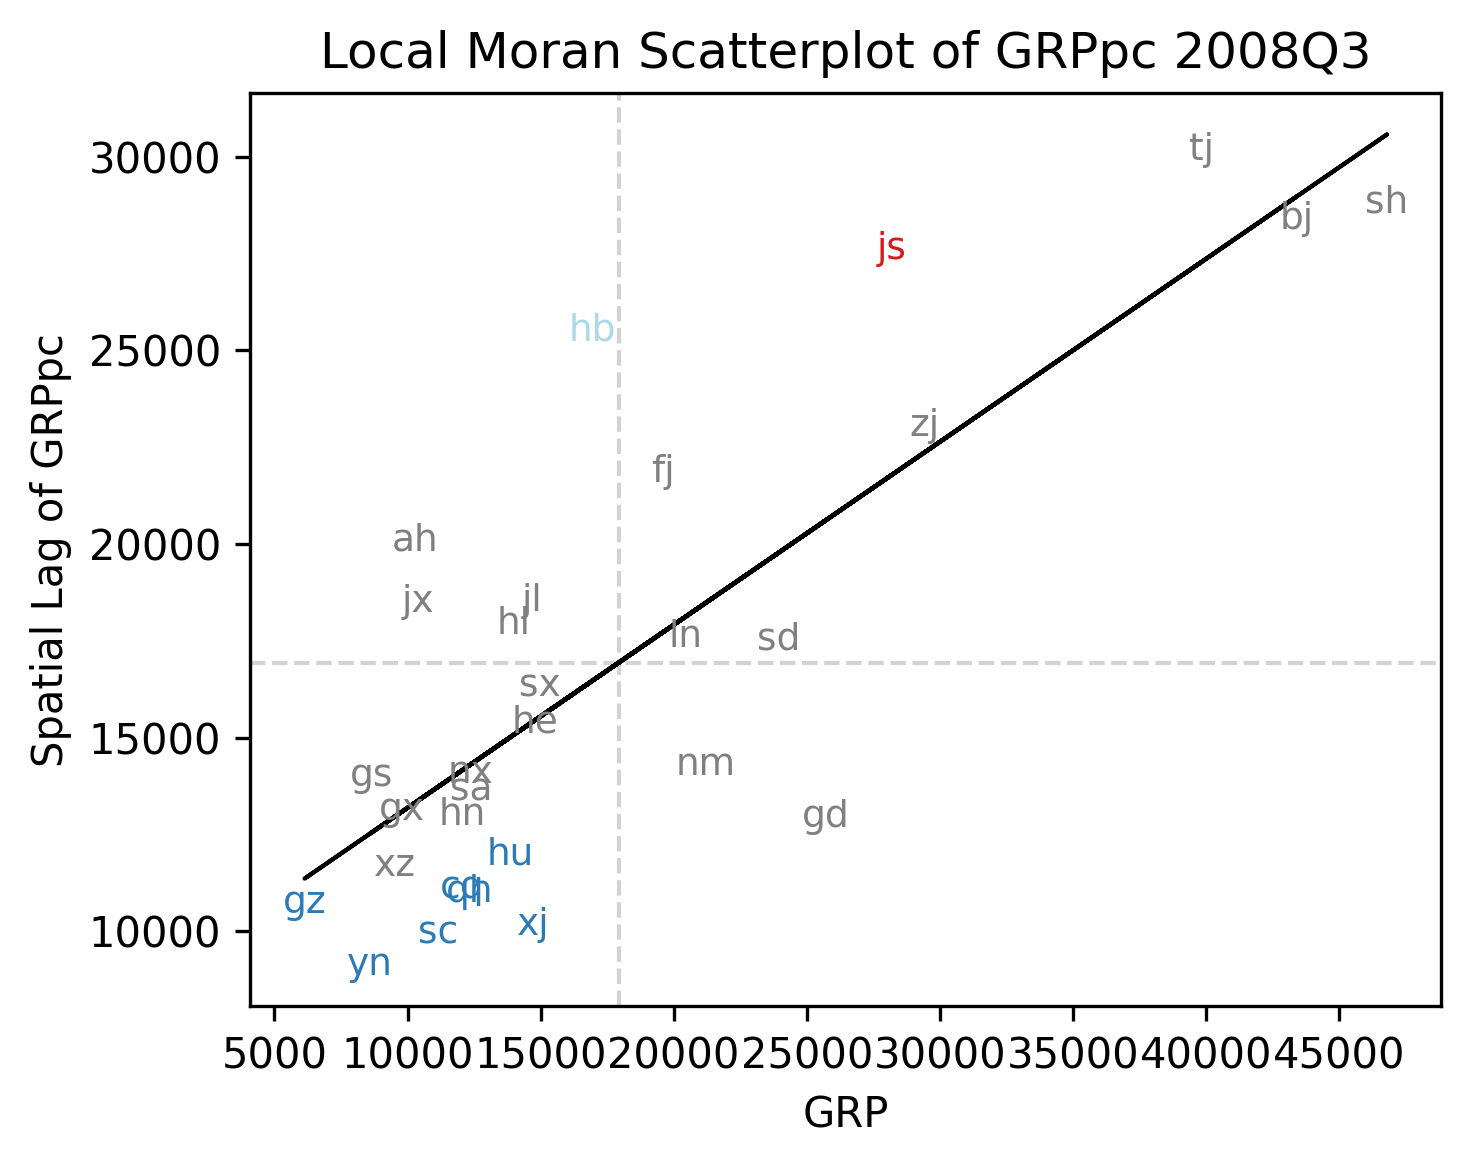 Local Moran Scatterplot of GRPpc 2008Q3
30000
25000
20000
15000
10000
Spatial Lag of GRPpc
tj
sh
bj
js
hb
zj
fj
ah
jx
jl
hl
ln
sd
sx
he
nm
gs
nx
sa
gx
hn
gd
hu
xz
cq
qh
gz
xj
sc
yn
5000 10000 15000 20000 25000 30000 35000 40000 45000
GRP